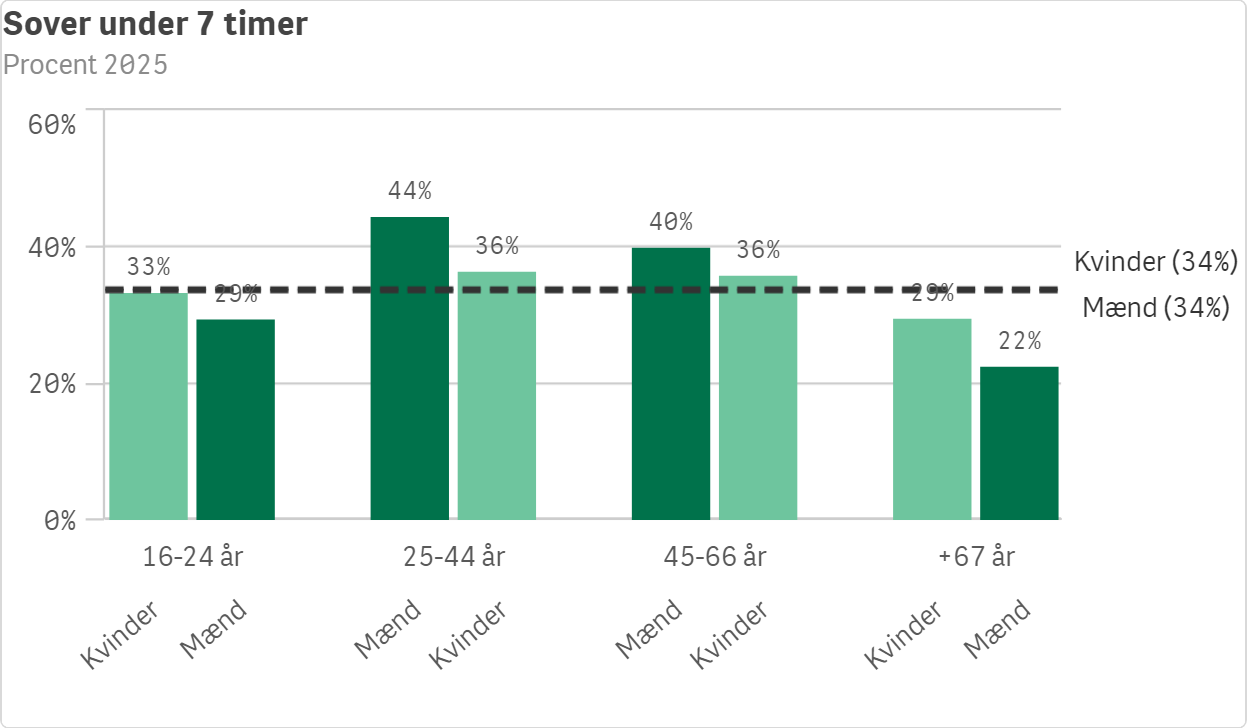 Sover under 7 timer
Procent 2025
60%
40%
20%
0%
33%
29%
44%
36%
40%
36%
29%
22%
Kvinder (34%)
Mænd (34%)
16-24 år
25-44 år
45-66 år
+67 år
Kvinder
Mænd
Mænd
Kvinder
Mænd
Kvinder
Kvinder
Mænd